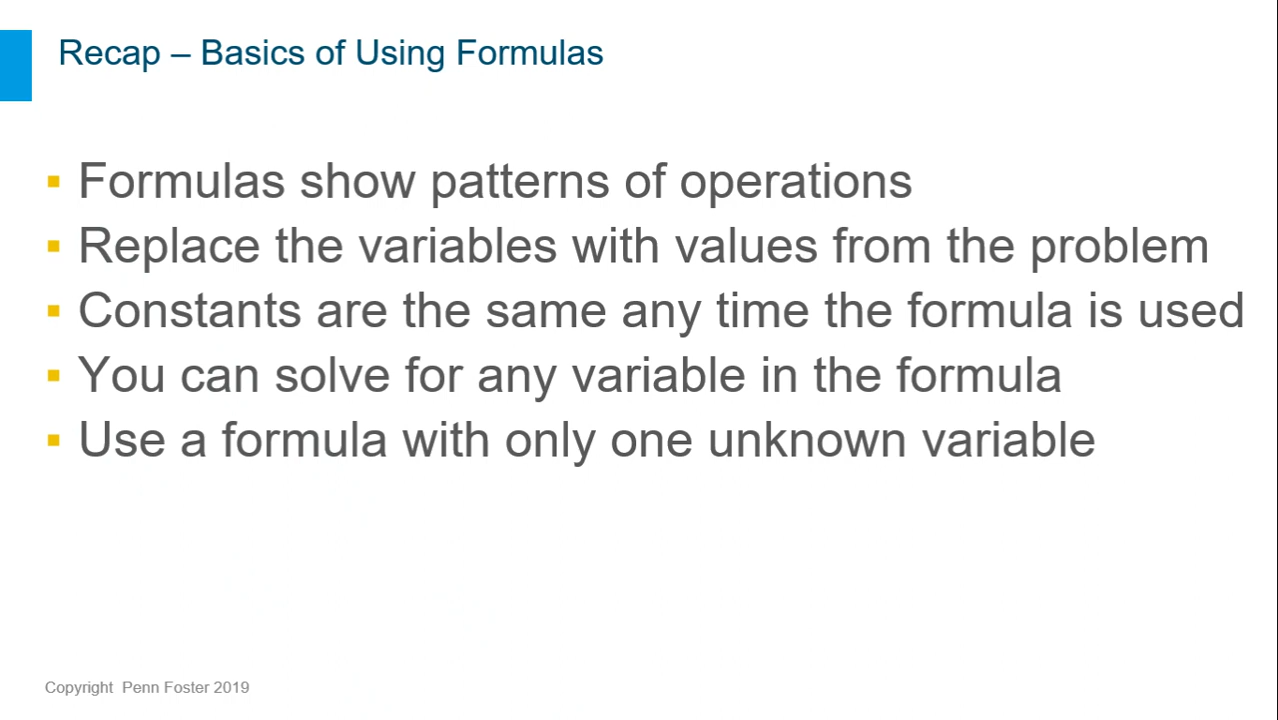 Recap – Basics of Using Formulas
▪ Formulas show patterns of operations
▪ Replace the variables with values from the problem
▪ Constants are the same any time the formula is used
▪ You can solve for any variable in the formula
▪ Use a formula with only one unknown variable
Copyright Penn Foster 2019